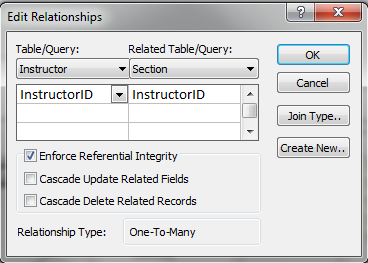 Edit Relationships
Table/Query: Related Table/Query:
Instructor Section
InstructorID InstructorID
Enforce Referential Integrity
Cascade Update Related Fields
Cascade Delete Related Records
Relationship Type: One-To-Many
OK
Cancel
Join Type..
Create New..